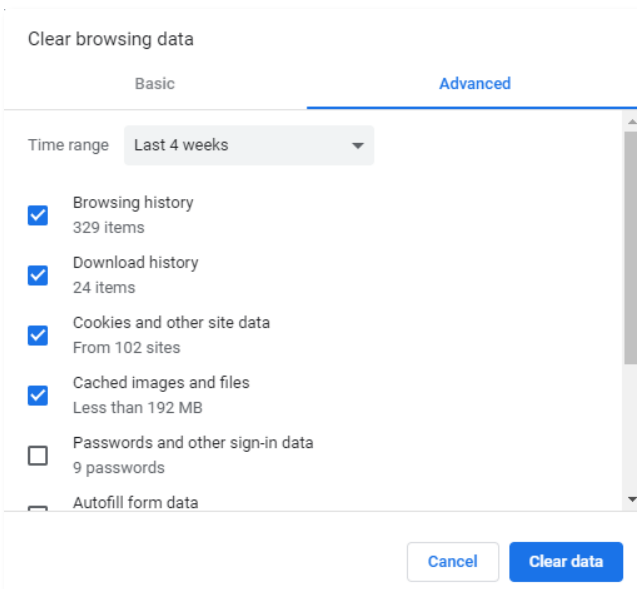 Clear browsing data
Basic
Advanced
Time range
Last 4 weeks
Browsing history
329 items
Download history
24 items
Cookies and other site data
From 102 sites
Cached images and files
Less than 192 MB
Passwords and other sign-in data
9 passwords
Autofill form data
Cancel
Clear data